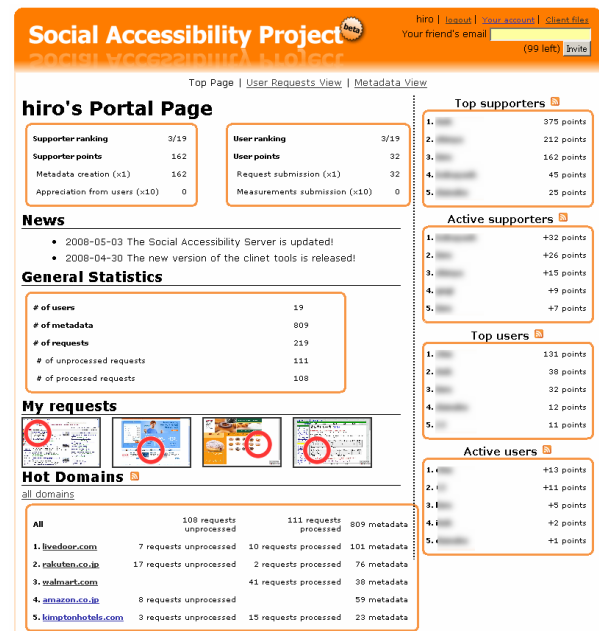 Social Accessibility Project beta
hiro | logout | Your account | Client files
Your friend's email
(99 left) Invite
Top Page | User Requests View | Metadata View
hiro's Portal Page
Supporter ranking 3/19
Supporter points 162
Metadata creation (x1) 162
Appreciation from users (x10) 0
User ranking 3/19
User points 32
Request submission (x1) 32
Measurements submission (x10) 0
News
2008-05-03 The Social Accessibility Server is updated!
2008-04-30 The new version of the clinet tools is released!
General Statistics
# of users 19
# of metadata 809
# of requests 219
# of unprocessed requests 111
# of processed requests 108
My requests
Hot Domains
all domains
All 108 requests unprocessed 111 requests processed 809 metadata
1. livedoor.com 7 requests unprocessed 10 requests processed 101 metadata
2. rakuten.co.jp 17 requests unprocessed 2 requests processed 76 metadata
3. walmart.com 41 requests processed 38 metadata
4. amazon.co.jp 8 requests unprocessed 59 metadata
5. kimptonhotels.com 3 requests unprocessed 15 requests processed 23 metadata
Top supporters
1. 375 points
2. 212 points
3. 162 points
4. 45 points
5. 25 points
Active supporters
1. +32 points
2. +26 points
3. +15 points
4. +9 points
5. +7 points
Top users
1. 131 points
2. 38 points
3. 32 points
4. 12 points
5. 11 points
Active users
1. +13 points
2. +11 points
3. +5 points
4. +2 points
5. +1 points